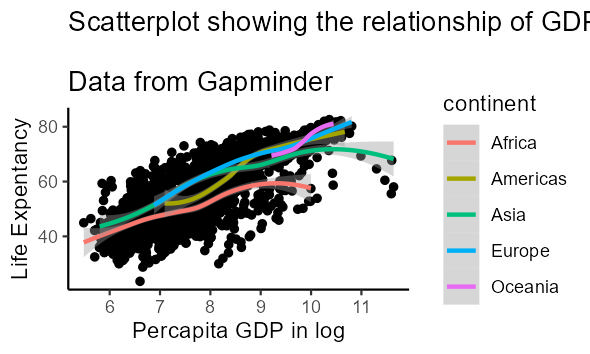 Scatterplot showing the relationship of GDP
Data from Gapminder
continent
Africa
Americas
Asia
Europe
Oceania
80
60
40
Life Expentancy
6 7 8 9 10 11
Percapita GDP in log